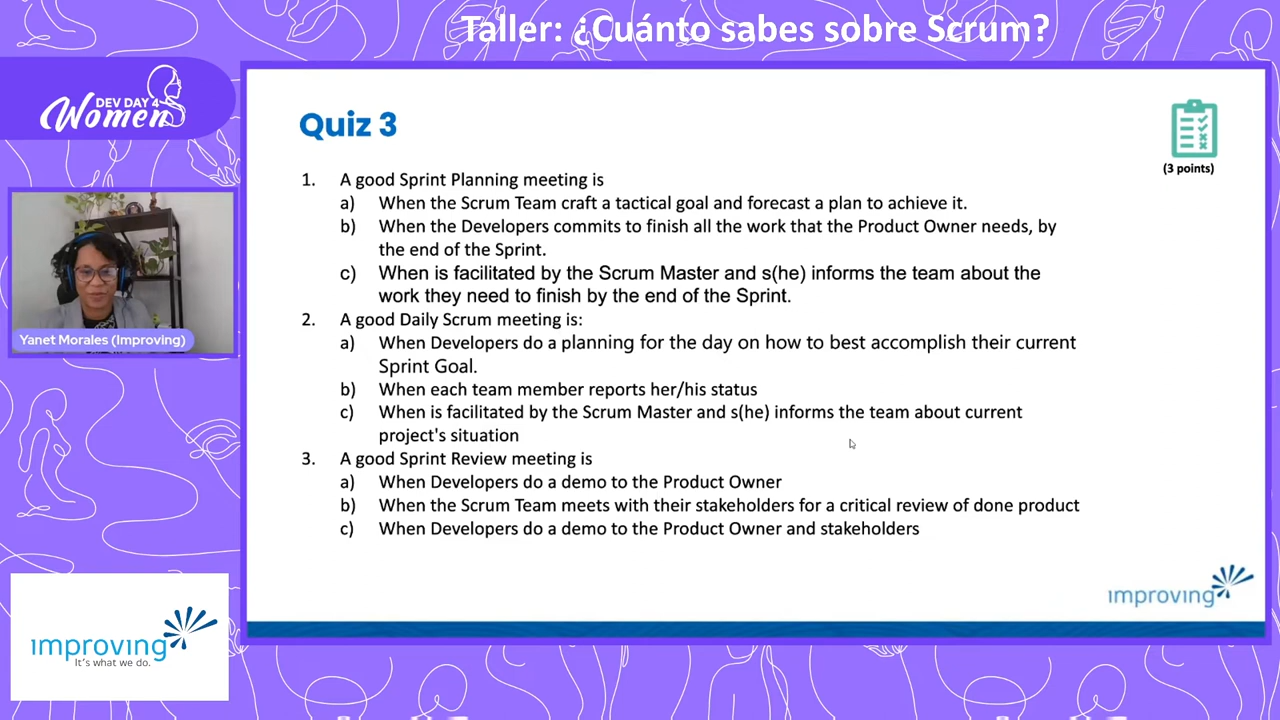 Taller: ¿Cuánto sabes sobre Scrum?
DEV DAY 4
Women
Yanet Morales (Improving)
improving
It's what we do.
Quiz 3
(3 points)
1. A good Sprint Planning meeting is
a) When the Scrum Team craft a tactical goal and forecast a plan to achieve it.
b) When the Developers commits to finish all the work that the Product Owner needs, by
the end of the Sprint.
c) When is facilitated by the Scrum Master and s(he) informs the team about the
work they need to finish by the end of the Sprint.
2. A good Daily Scrum meeting is:
a) When Developers do a planning for the day on how to best accomplish their current
Sprint Goal.
b) When each team member reports her/his status
c) When is facilitated by the Scrum Master and s(he) informs the team about current
project's situation
3. A good Sprint Review meeting is
a) When Developers do a demo to the Product Owner
b) When the Scrum Team meets with their stakeholders for a critical review of done product
c) When Developers do a demo to the Product Owner and stakeholders
improving